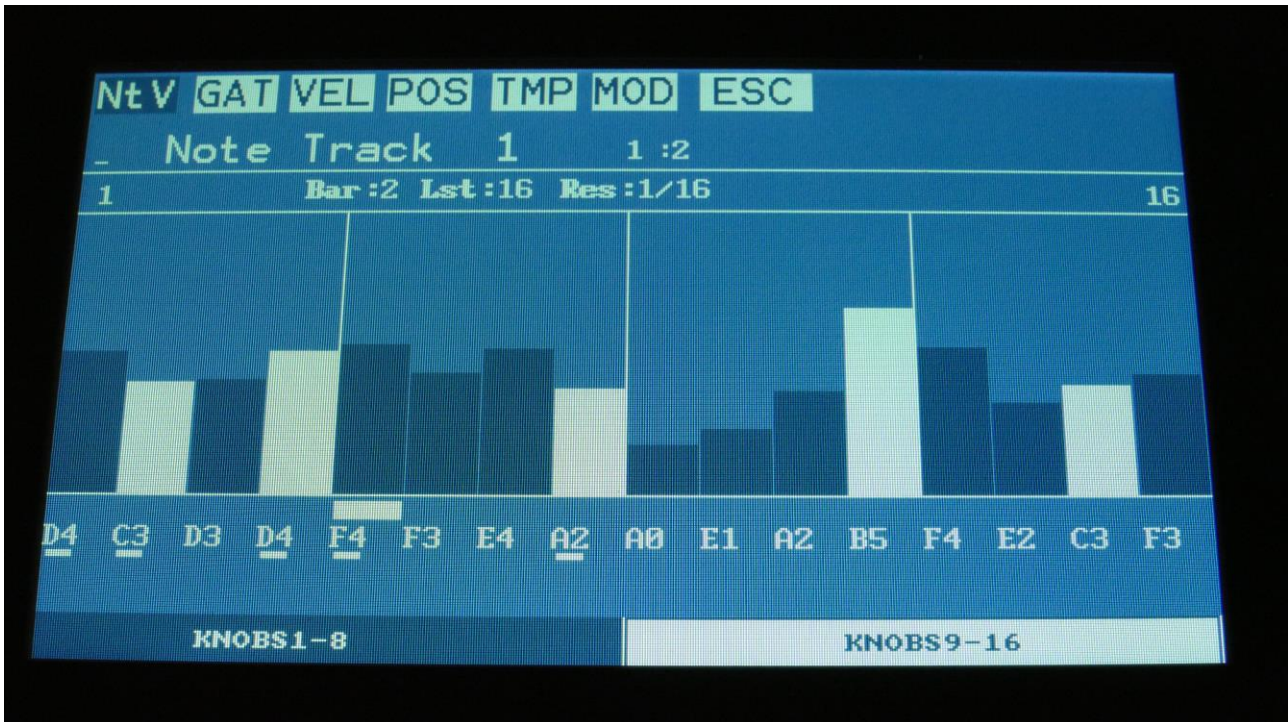 NtV GAT VEL POS TMP MOD ESC
_ Note Track 1 1 :2
1 Bar:2 Lst:16 Res:1/16 16
D4 C3 D3 D4 F4 F3 E4 A2 A0 E1 A2 B5 F4 E2 C3 F3
KNOBS1-8 KNOBS9-16